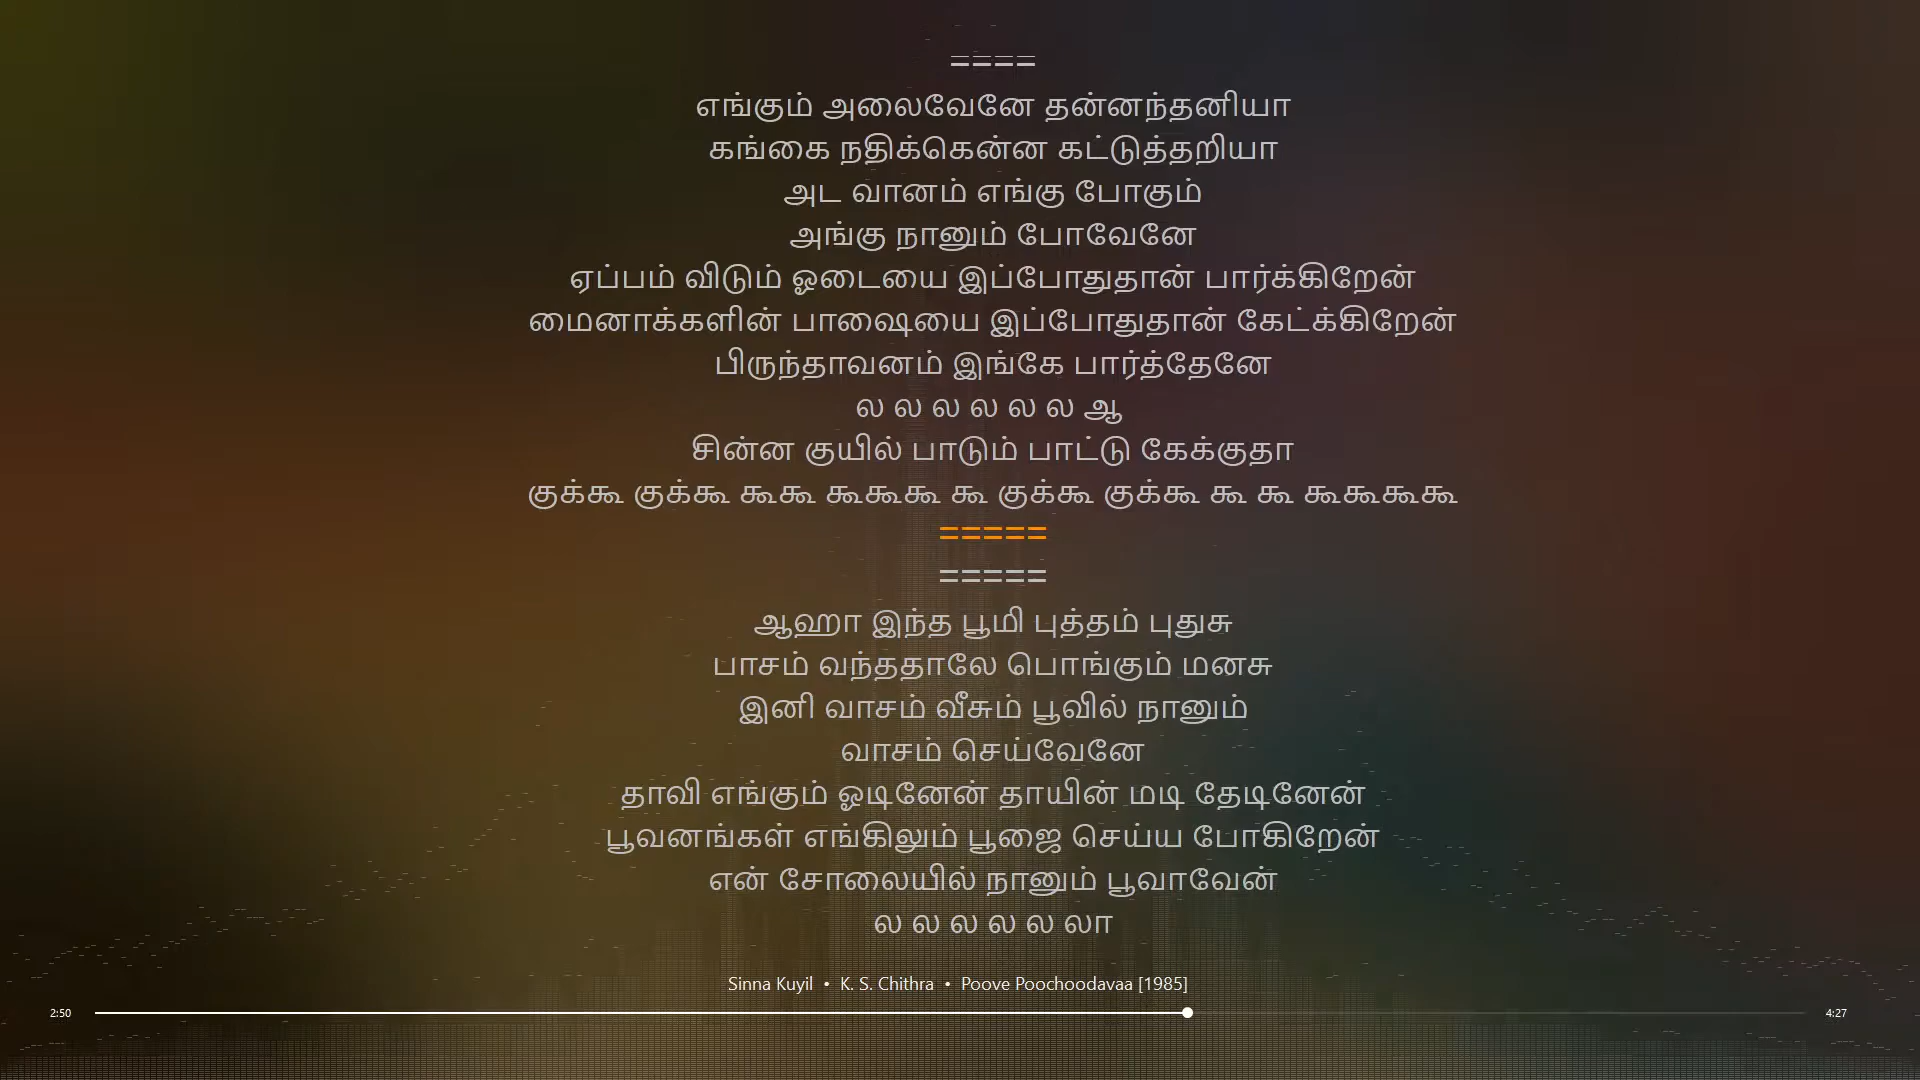 ====
எங்கும் அலைவேனே தன்னந்தனியா
கங்கை நதிக்கென்ன கட்டுத்தறியா
அட வானம் எங்கு போகும்
அங்கு நானும் போவேனே
ஏப்பம் விடும் ஓடையை இப்போதுதான் பார்க்கிறேன்
மைனாக்களின் பாஷையை இப்போதுதான் கேட்க்கிறேன்
பிருந்தாவனம் இங்கே பார்த்தேனே
ல ல ல ல ல ல ஆ
சின்ன குயில் பாடும் பாட்டு கேக்குதா
குக்கூ குக்கூ கூகூ கூகூகூ கூ குக்கூ குக்கூ கூ கூ கூகூகூகூ
=====
=====
ஆஹா இந்த பூமி புத்தம் புதுசு
பாசம் வந்ததாலே பொங்கும் மனசு
இனி வாசம் வீசும் பூவில் நானும்
வாசம் செய்வேனே
தாவி எங்கும் ஓடினேன் தாயின் மடி தேடினேன்
பூவனங்கள் எங்கிலும் பூஜை செய்ய போகிறேன்
என் சோலையில் நானும் பூவாவேன்
ல ல ல ல ல லா
Sinna Kuyil • K. S. Chithra • Poove Poochoodavaa [1985]
2:50 4:27